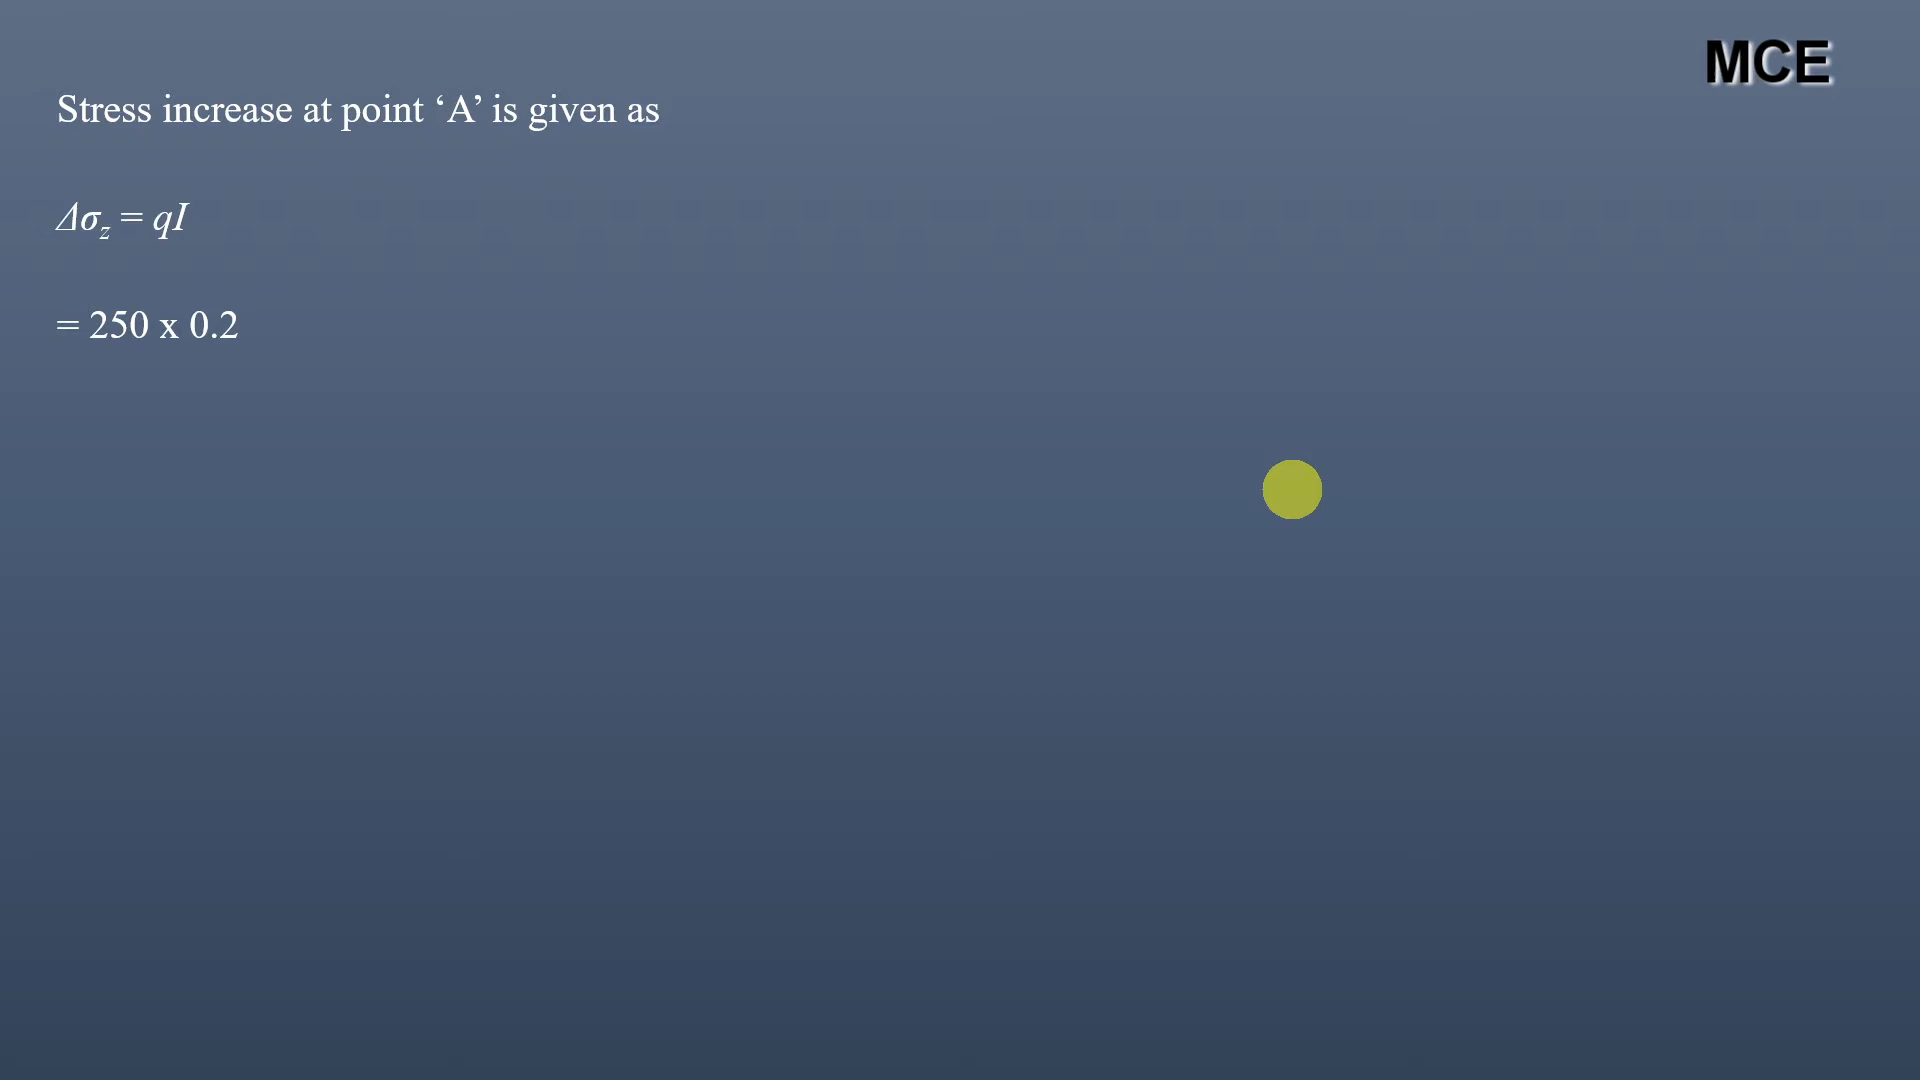 MCE
Stress increase at point ‘A’ is given as
Δσz = qI
= 250 x 0.2